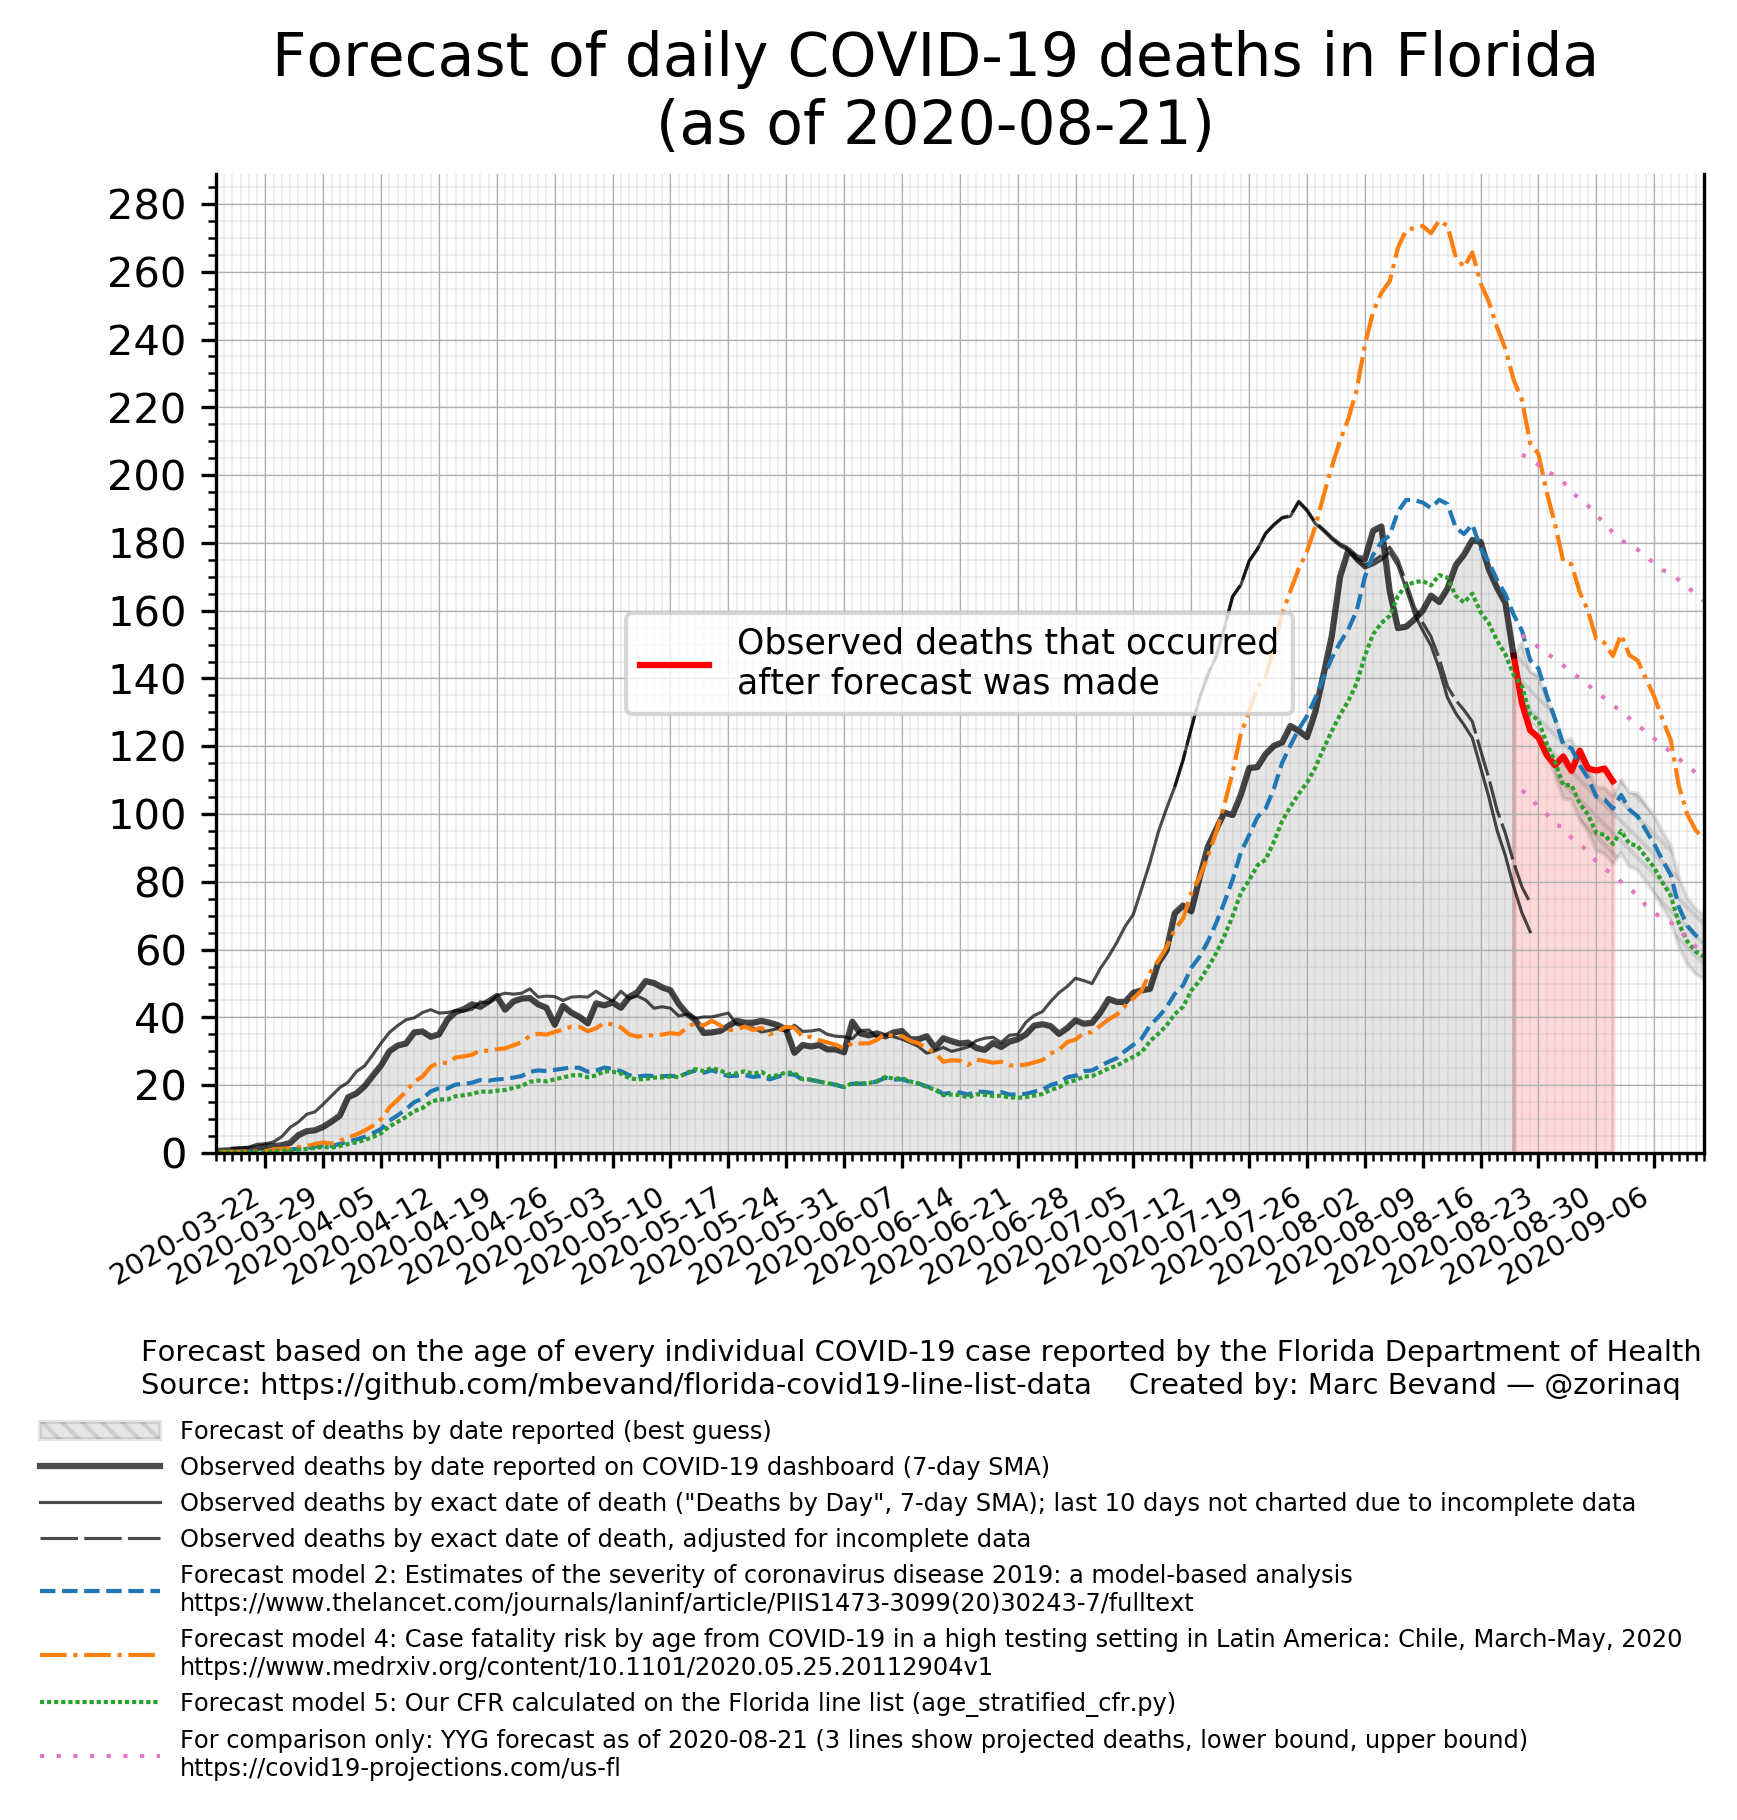 Forecast of daily COVID-19 deaths in Florida
(as of 2020-08-21)
280
260
240
220
200
180
160
140
120
100
80
60
40
20
0
Observed deaths that occurred
after forecast was made
2020-03-22
2020-03-29
2020-04-05
2020-04-12
2020-04-19
2020-04-26
2020-05-03
2020-05-10
2020-05-17
2020-05-24
2020-05-31
2020-06-07
2020-06-14
2020-06-21
2020-06-28
2020-07-05
2020-07-12
2020-07-19
2020-07-26
2020-08-02
2020-08-09
2020-08-16
2020-08-23
2020-08-30
2020-09-06
Forecast based on the age of every individual COVID-19 case reported by the Florida Department of Health
Source: https://github.com/mbevand/florida-covid19-line-list-data    Created by: Marc Bevand — @zorinaq
Forecast of deaths by date reported (best guess)
Observed deaths by date reported on COVID-19 dashboard (7-day SMA)
Observed deaths by exact date of death ("Deaths by Day", 7-day SMA); last 10 days not charted due to incomplete data
Observed deaths by exact date of death, adjusted for incomplete data
Forecast model 2: Estimates of the severity of coronavirus disease 2019: a model-based analysis
https://www.thelancet.com/journals/laninf/article/PIIS1473-3099(20)30243-7/fulltext
Forecast model 4: Case fatality risk by age from COVID-19 in a high testing setting in Latin America: Chile, March-May, 2020
https://www.medrxiv.org/content/10.1101/2020.05.25.20112904v1
Forecast model 5: Our CFR calculated on the Florida line list (age_stratified_cfr.py)
For comparison only: YYG forecast as of 2020-08-21 (3 lines show projected deaths, lower bound, upper bound)
https://covid19-projections.com/us-fl